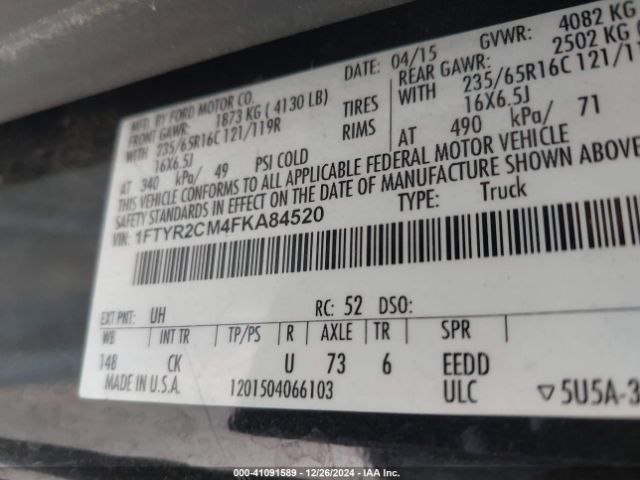 MFD. BY FORD MOTOR CO. DATE: 04/15 GVWR: 4082 KG
FRONT GAWR: 1873 KG ( 4130 LB) REAR GAWR: 2502 KG
WITH 235/65R16C 121/119R TIRES WITH 235/65R16C 121/11
16X6.5J RIMS 16X6.5J
AT 340 kPa/ 49 PSI COLD AT 490 kPa/ 71
THIS VEHICLE CONFORMS TO ALL APPLICABLE FEDERAL MOTOR VEHICLE
SAFETY STANDARDS IN EFFECT ON THE DATE OF MANUFACTURE SHOWN ABOVE
VIN: 1FTYR2CM4FKA84520 TYPE: Truck
EXT PNT: UH RC: 52 DSO:
WB INT TR TP/PS R AXLE TR SPR
148 CK U 73 6 EEDD
MADE IN U.S.A. 1201504066103 ULC ▽5U5A-3
000-41091589 - 12/26/2024 - IAA Inc.